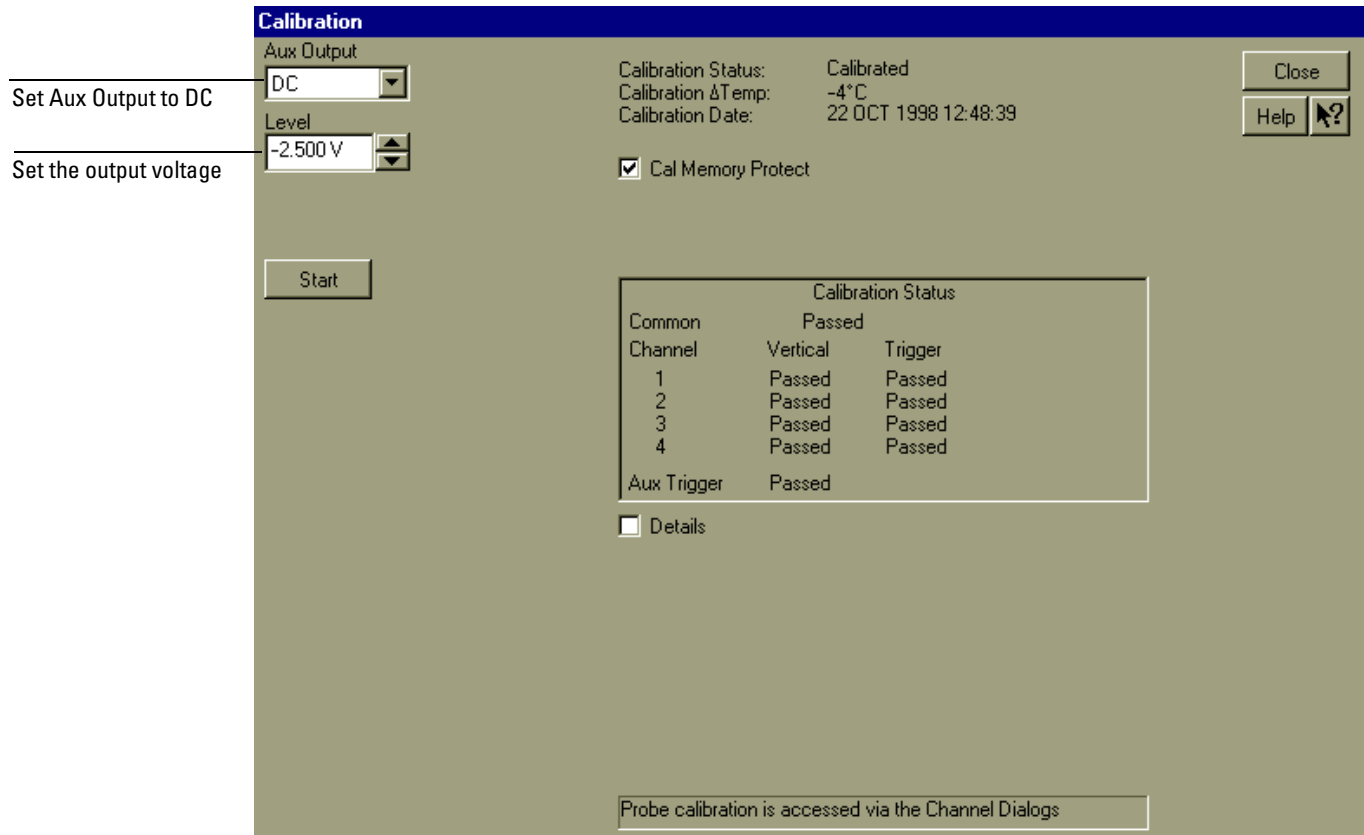 Calibration
Aux Output
DC
Set Aux Output to DC
Level
-2.500 V
Set the output voltage
Start
Calibration Status: Calibrated
Calibration ΔTemp: -4°C
Calibration Date: 22 OCT 1998 12:48:39
Cal Memory Protect
Close
Help ?
Calibration Status
Common Passed
Channel Vertical Trigger
1 Passed Passed
2 Passed Passed
3 Passed Passed
4 Passed Passed
Aux Trigger Passed
Details
Probe calibration is accessed via the Channel Dialogs